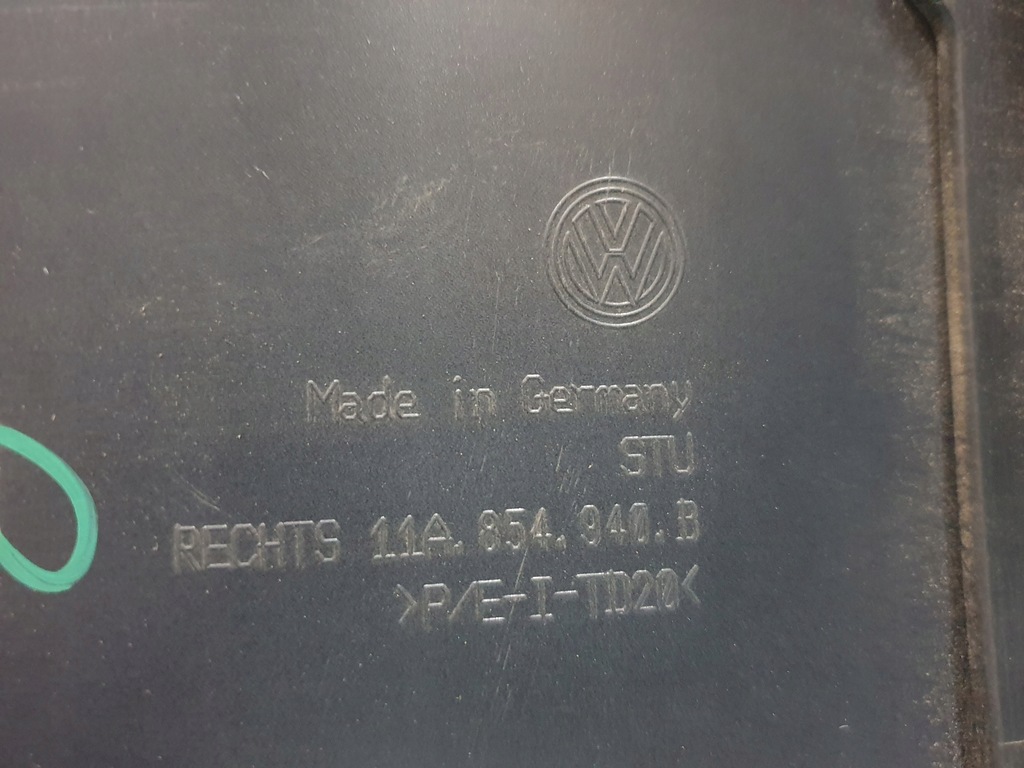 Made in Germany
STU
RECHTS 11A.854.940.B
>P/E-I-TD20<